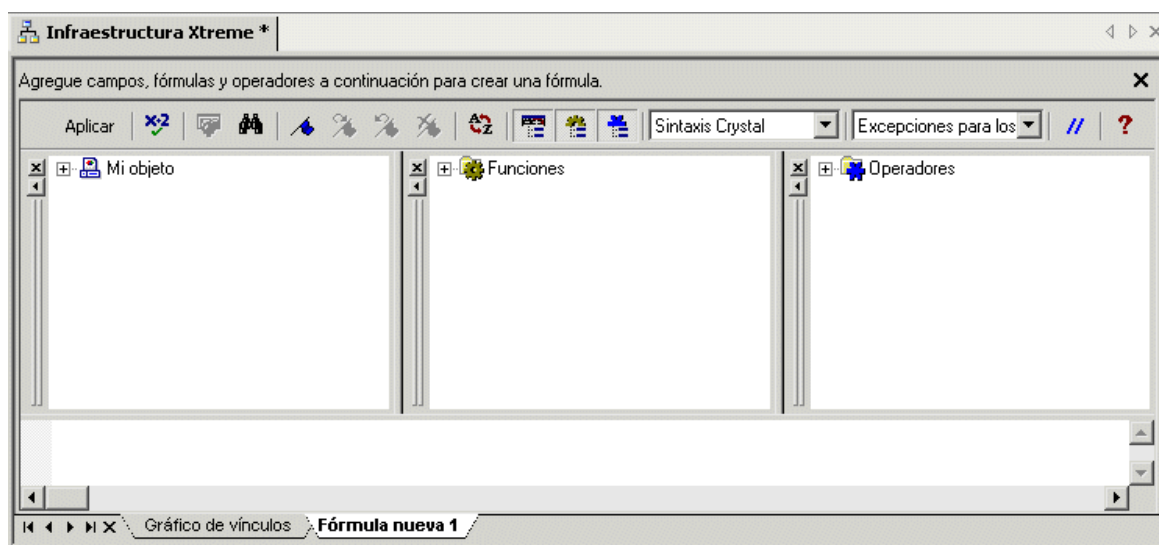 Infraestructura Xtreme *
Agregue campos, fórmulas y operadores a continuación para crear una fórmula.
Aplicar x+2 A Z Sintaxis Crystal Excepciones para los // ?
Mi objeto Funciones Operadores
Gráfico de vínculos Fórmula nueva 1